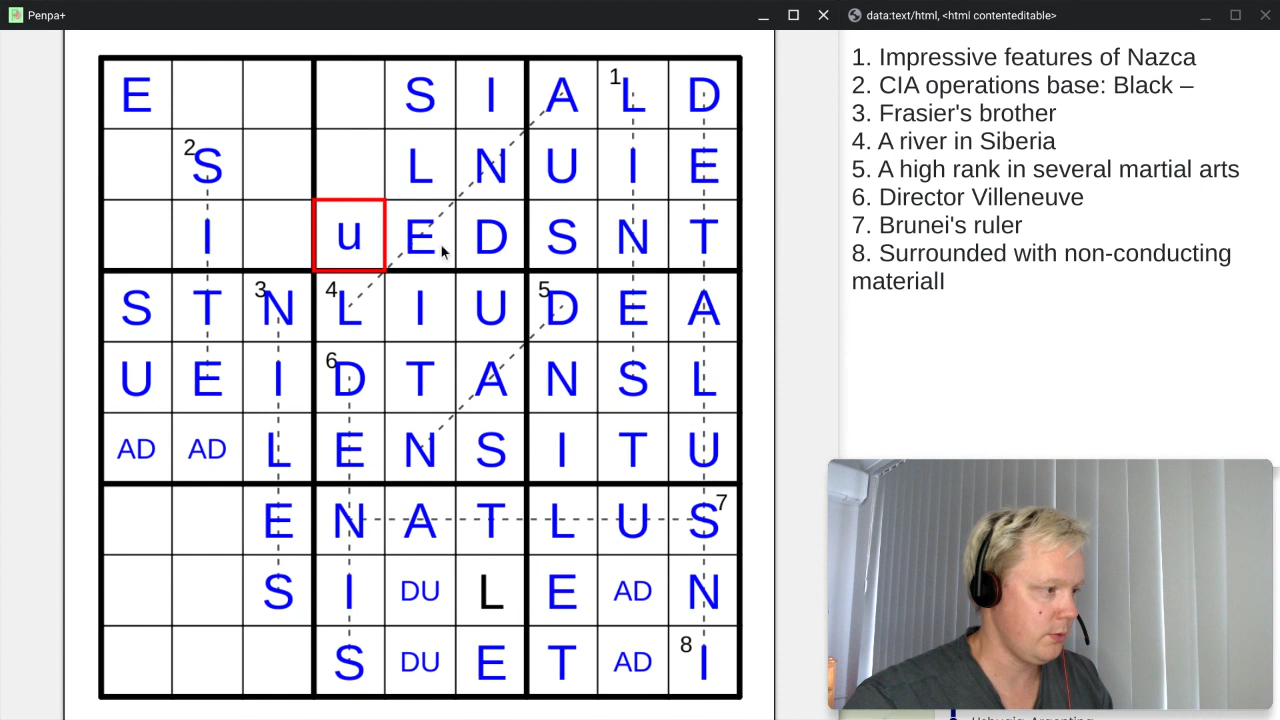 Penpa+
data:text/html, <html contenteditable>
E S I A 1 L D
2 S L N U I E
I u E D S N T
S T 3 N 4 L I U 5 D E A
U E I 6 D T A N S L
AD AD L E N S I T U
E N A T L U S 7
S I DU L E AD N
S DU E T AD 8 I
1. Impressive features of Nazca
2. CIA operations base: Black –
3. Frasier's brother
4. A river in Siberia
5. A high rank in several martial arts
6. Director Villeneuve
7. Brunei's ruler
8. Surrounded with non-conducting
materiall